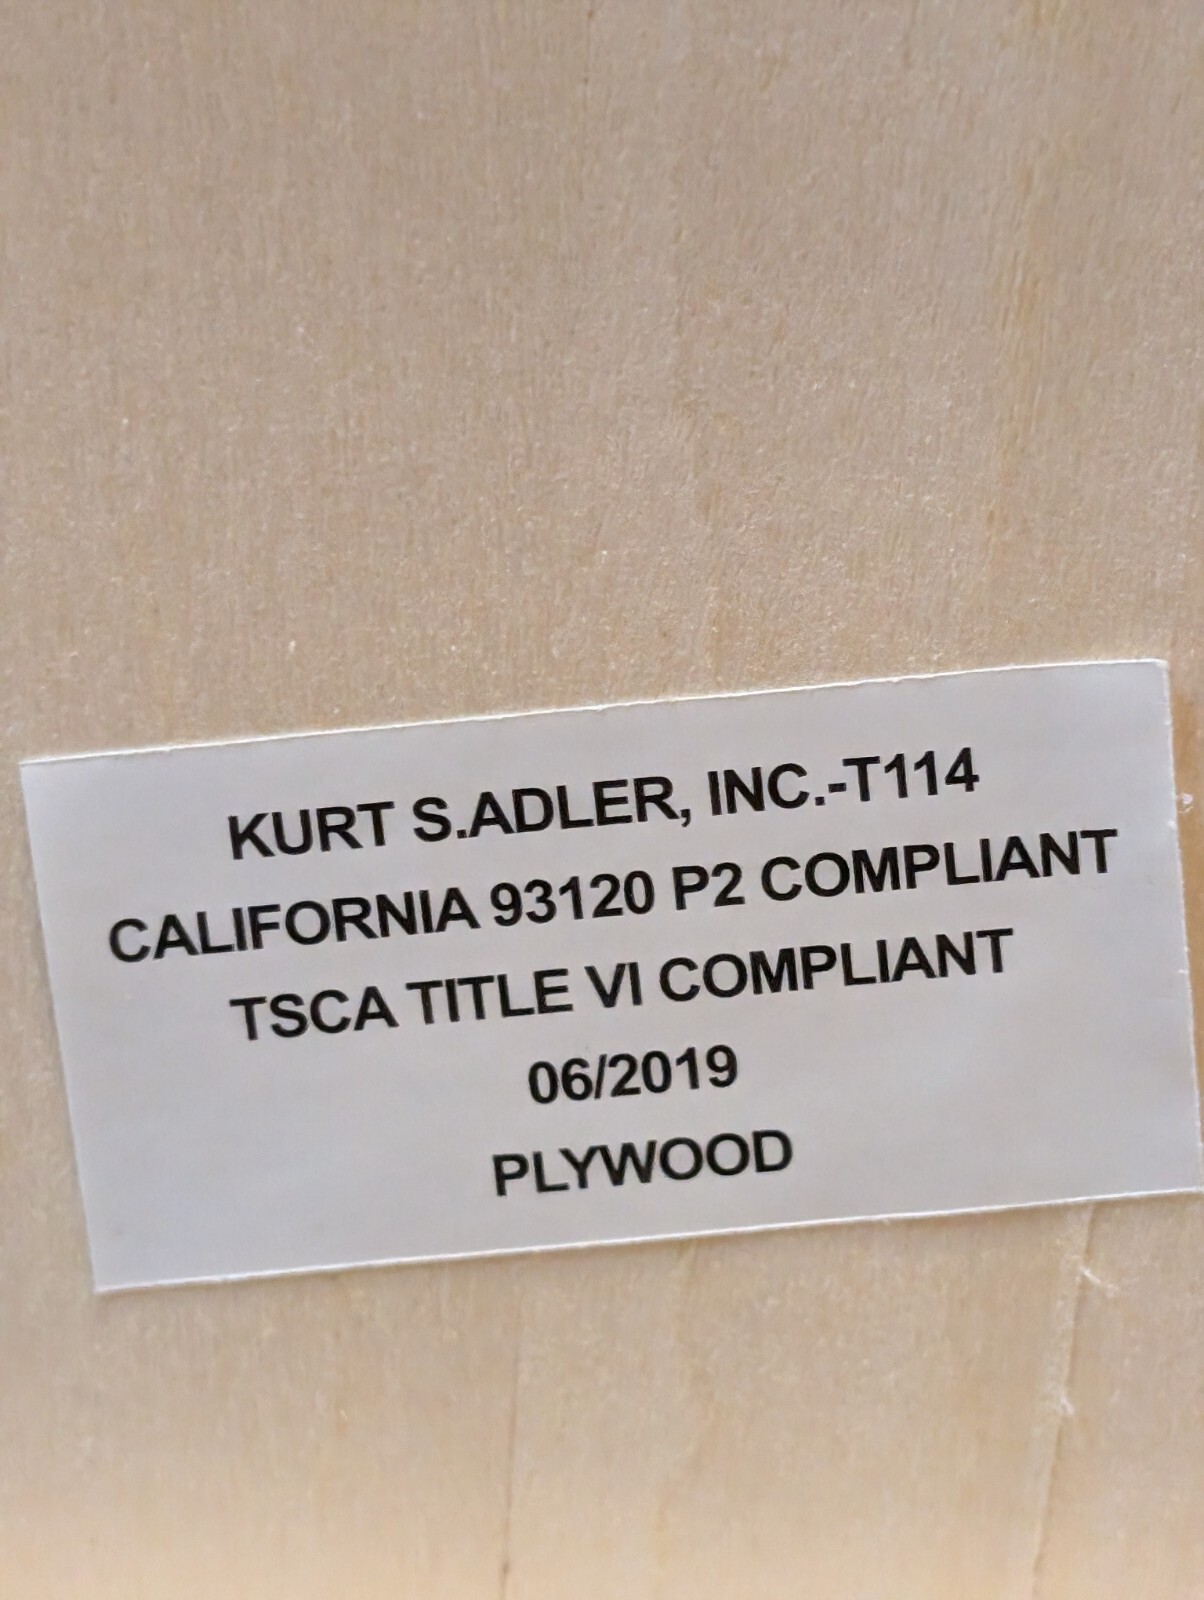 KURT S.ADLER, INC.-T114
CALIFORNIA 93120 P2 COMPLIANT
TSCA TITLE VI COMPLIANT
06/2019
PLYWOOD